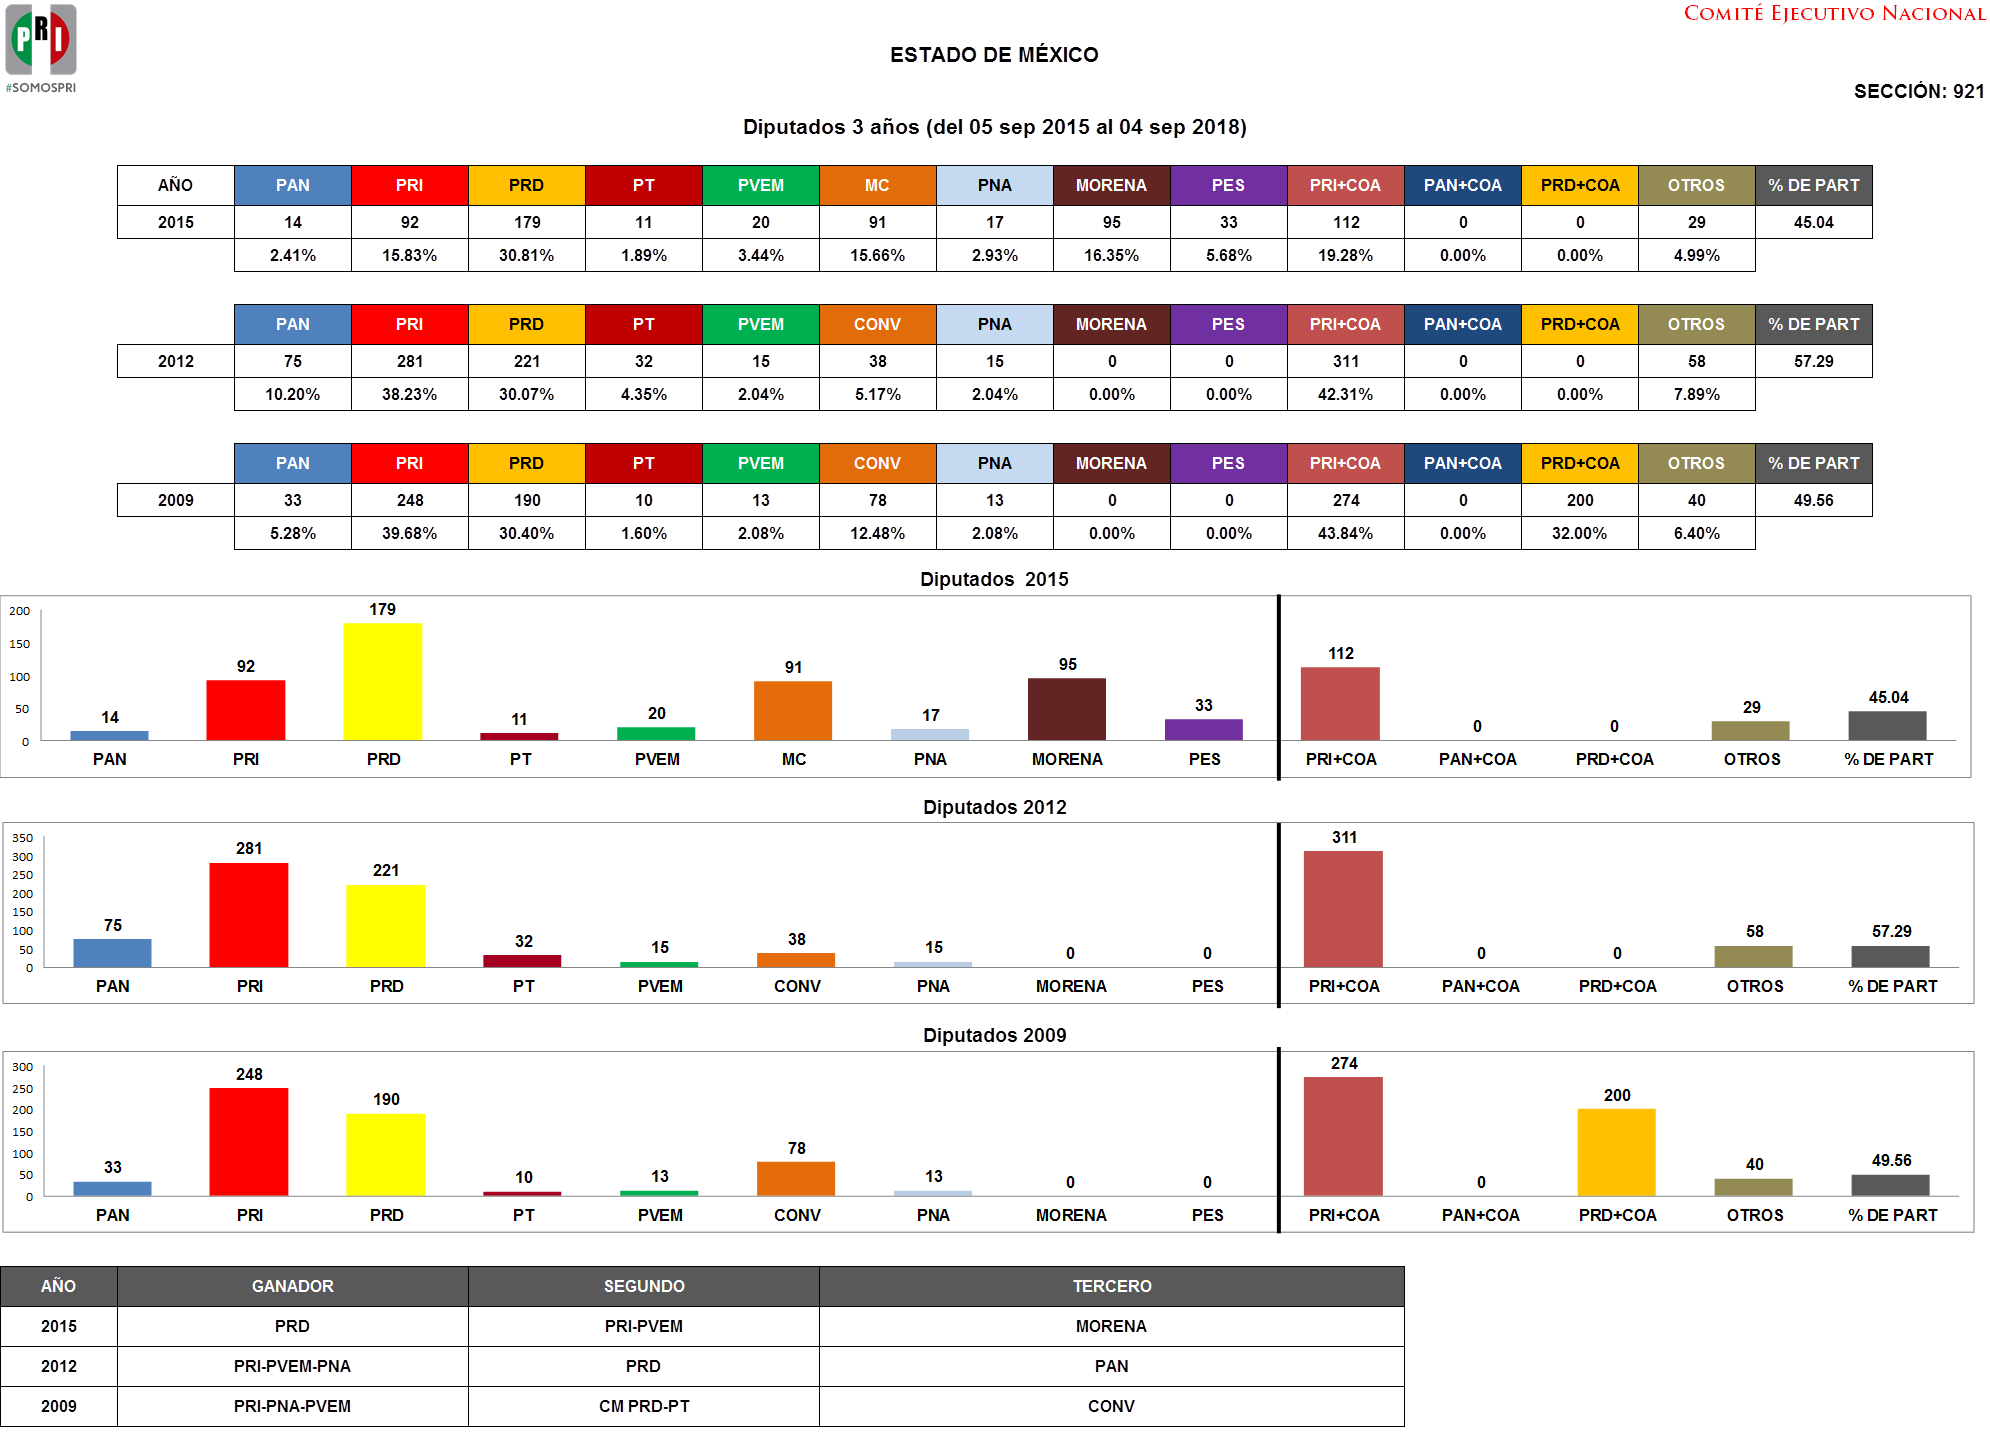 COMITÉ EJECUTIVO NACIONAL
PRI
#SOMOSPRI
ESTADO DE MÉXICO
SECCIÓN: 921
Diputados 3 años (del 05 sep 2015 al 04 sep 2018)
AÑO PAN PRI PRD PT PVEM MC PNA MORENA PES PRI+COA PAN+COA PRD+COA OTROS % DE PART
2015 14 92 179 11 20 91 17 95 33 112 0 0 29 45.04
2.41% 15.83% 30.81% 1.89% 3.44% 15.66% 2.93% 16.35% 5.68% 19.28% 0.00% 0.00% 4.99%
PAN PRI PRD PT PVEM CONV PNA MORENA PES PRI+COA PAN+COA PRD+COA OTROS % DE PART
2012 75 281 221 32 15 38 15 0 0 311 0 0 58 57.29
10.20% 38.23% 30.07% 4.35% 2.04% 5.17% 2.04% 0.00% 0.00% 42.31% 0.00% 0.00% 7.89%
PAN PRI PRD PT PVEM CONV PNA MORENA PES PRI+COA PAN+COA PRD+COA OTROS % DE PART
2009 33 248 190 10 13 78 13 0 0 274 0 200 40 49.56
5.28% 39.68% 30.40% 1.60% 2.08% 12.48% 2.08% 0.00% 0.00% 43.84% 0.00% 32.00% 6.40%
Diputados 2015
200
150
100
50
0
14 92 179 11 20 91 17 95 33 112 0 0 29 45.04
PAN PRI PRD PT PVEM MC PNA MORENA PES PRI+COA PAN+COA PRD+COA OTROS % DE PART
Diputados 2012
350
300
250
200
150
100
50
0
75 281 221 32 15 38 15 0 0 311 0 0 58 57.29
PAN PRI PRD PT PVEM CONV PNA MORENA PES PRI+COA PAN+COA PRD+COA OTROS % DE PART
Diputados 2009
300
250
200
150
100
50
0
33 248 190 10 13 78 13 0 0 274 0 200 40 49.56
PAN PRI PRD PT PVEM CONV PNA MORENA PES PRI+COA PAN+COA PRD+COA OTROS % DE PART
AÑO GANADOR SEGUNDO TERCERO
2015 PRD PRI-PVEM MORENA
2012 PRI-PVEM-PNA PRD PAN
2009 PRI-PNA-PVEM CM PRD-PT CONV